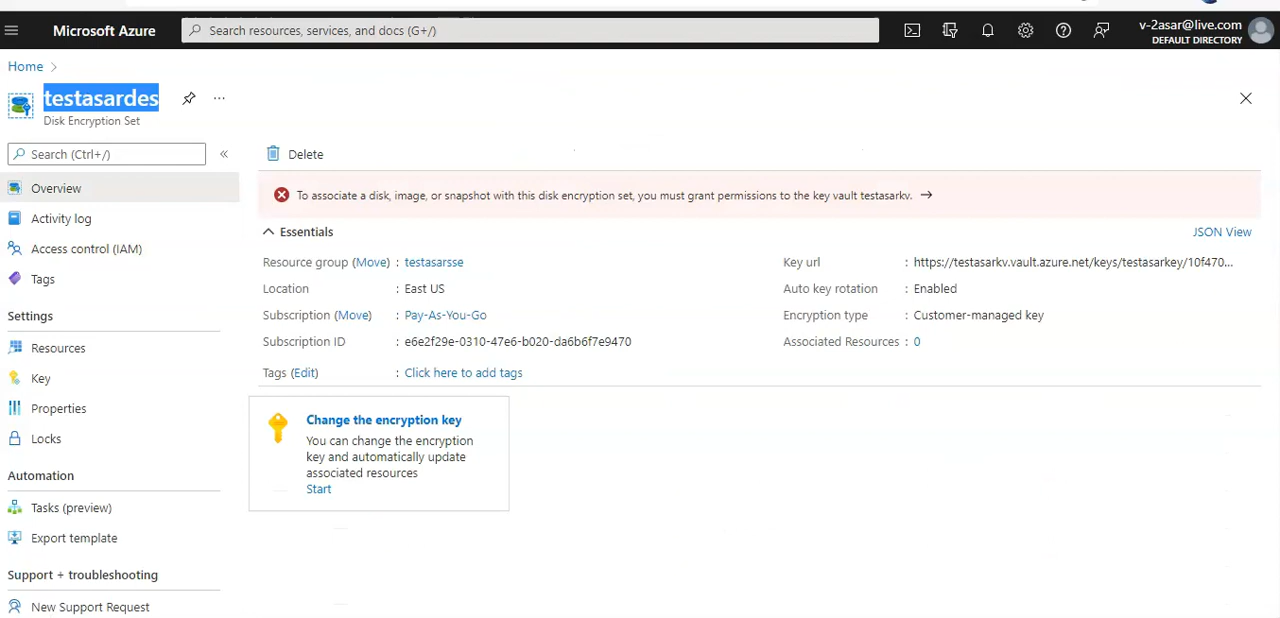 Microsoft Azure
Search resources, services, and docs (G+/)
v-2asar@live.com
DEFAULT DIRECTORY
Home >
testasardes
Disk Encryption Set
Search (Ctrl+/)
«
Delete
Overview
Activity log
Access control (IAM)
Tags
Settings
Resources
Key
Properties
Locks
Automation
Tasks (preview)
Export template
Support + troubleshooting
New Support Request
To associate a disk, image, or snapshot with this disk encryption set, you must grant permissions to the key vault testasarkv. →
Essentials
JSON View
Resource group (Move) : testasarsse
Location : East US
Subscription (Move) : Pay-As-You-Go
Subscription ID : e6e2f29e-0310-47e6-b020-da6b6f7e9470
Tags (Edit) : Click here to add tags
Key url : https://testasarkv.vault.azure.net/keys/testasarkey/10f470...
Auto key rotation : Enabled
Encryption type : Customer-managed key
Associated Resources : 0
Change the encryption key
You can change the encryption
key and automatically update
associated resources
Start